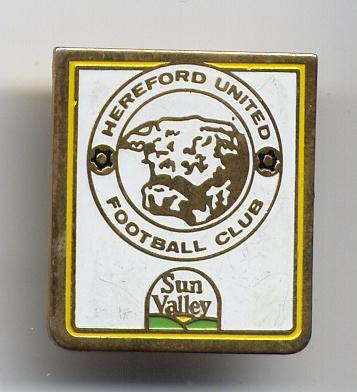 HEREFORD UNITED
FOOTBALL CLUB
Sun
Valley